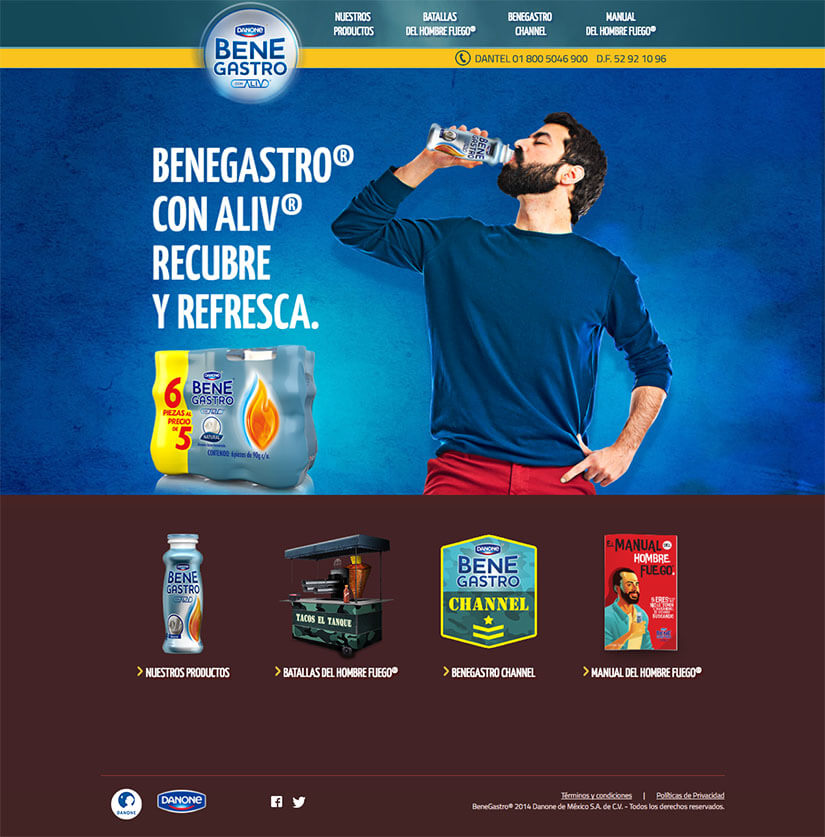 DANONE
BENE
GASTRO
CON ALIV®
NUESTROS
PRODUCTOS
BATALLAS
DEL HOMBRE FUEGO®
BENEGASTRO
CHANNEL
MANUAL
DEL HOMBRE FUEGO®
DANTEL 01 800 5046 900 D.F. 52 92 10 96
BENE
GASTRO
BENEGASTRO®
CON ALIV®
RECUBRE
Y REFRESCA.
6
PIEZAS AL
PRECIO
DE
5
DANONE
BENE
GASTRO
CON ALIV
NATURAL
CONTENIDO: 6 piezas de 90g c/u.
BENE
GASTRO
TACOS EL TANQUE
DANONE
BENE
GASTRO
CHANNEL
EL MANUAL DEL
HOMBRE
FUEGO®
NUESTROS PRODUCTOS
BATALLAS DEL HOMBRE FUEGO®
BENEGASTRO CHANNEL
MANUAL DEL HOMBRE FUEGO®
DANONE
DANONE
Términos y condiciones | Políticas de Privacidad
BeneGastro® 2014 Danone de México S.A. de C.V. - Todos los derechos reservados.